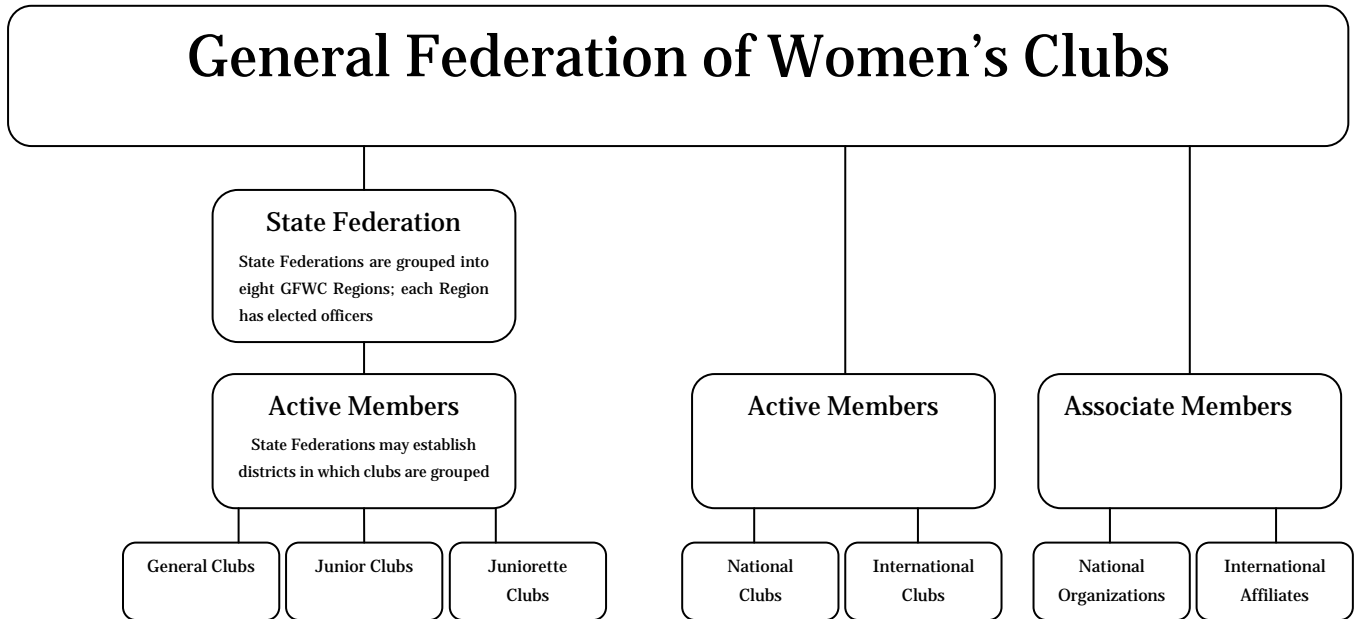 General Federation of Women’s Clubs
State Federation
State Federations are grouped into
eight GFWC Regions; each Region
has elected officers
Active Members
State Federations may establish
districts in which clubs are grouped
Active Members
Associate Members
General Clubs
Junior Clubs
Juniorette
Clubs
National
Clubs
International
Clubs
National
Organizations
International
Affiliates